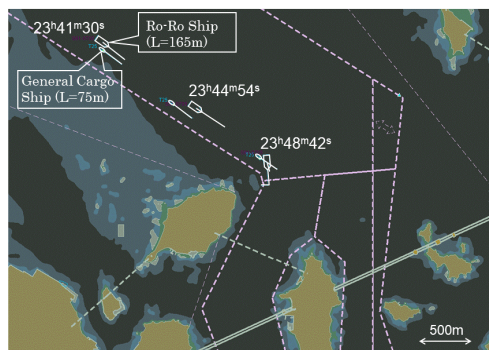 23h41m30s
Ro-Ro Ship
(L=165m)
General Cargo
Ship (L=75m)
23h44m54s
23h48m42s
500m